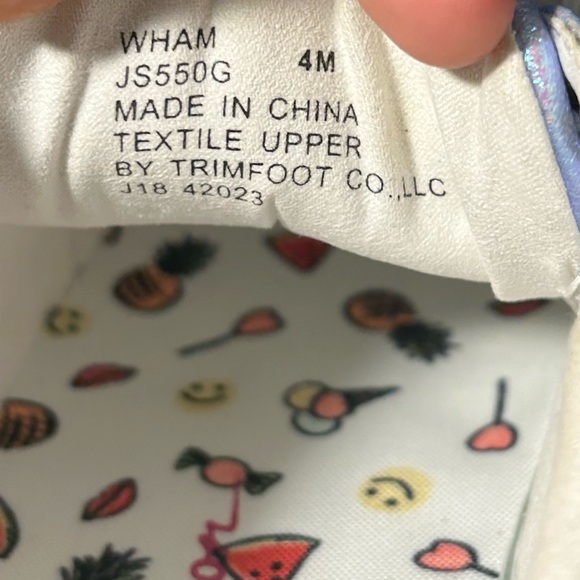 WHAM
JS550G 4M
MADE IN CHINA
TEXTILE UPPER
BY TRIMFOOT CO.,LLC
J18 42023